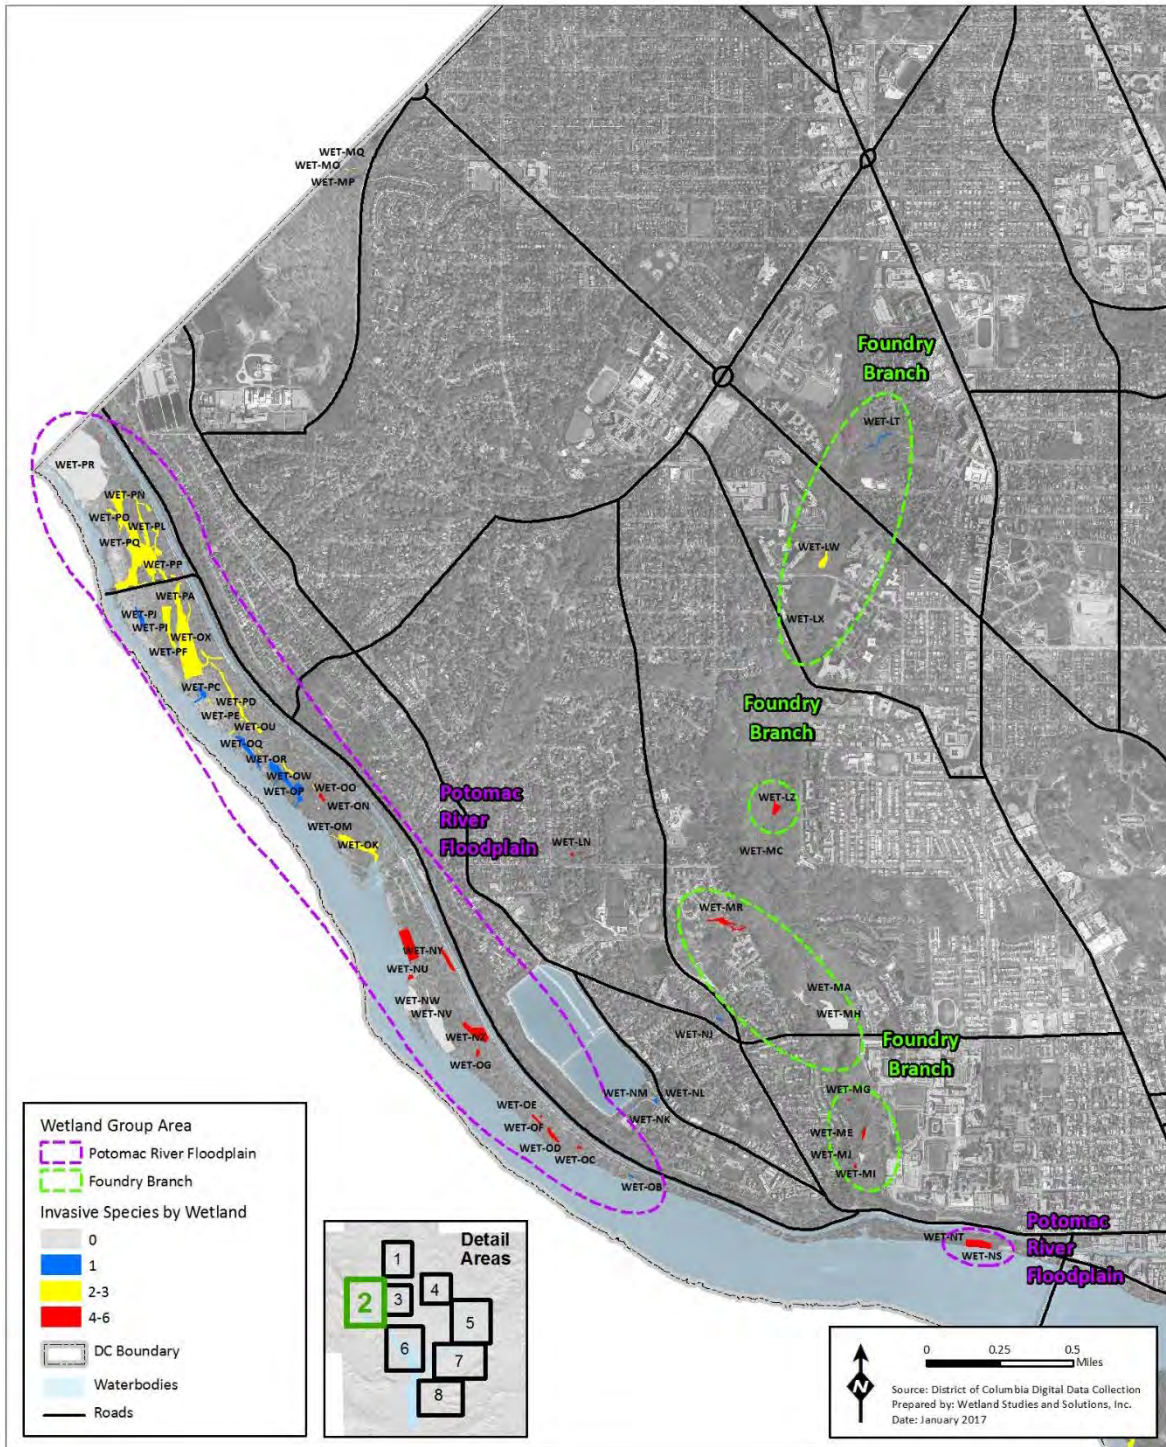 WET-MQ
WET-MO
WET-MP
Foundry
Branch
WET-LT
WET-PR
WET-PN
WET-PO
WET-PL
WET-PQ
WET-LW
WET-PP
WET-PA
WET-PJ
WET-PI
WET-LX
WET-OX
WET-PF
WET-PC
WET-PD
WET-PE
Foundry
Branch
WET-OU
WET-OQ
WET-OR
WET-OW
WET-OO
WET-OP
WET-ON
Potomac
River
Floodplain
WET-LZ
WET-OM
WET-OK
WET-LN
WET-MC
WET-MR
WET-NY
WET-NU
WET-MA
WET-NW
WET-NV
WET-MH
WET-NJ
WET-NZ
WET-OG
Foundry
Branch
WET-MG
WET-NM
WET-NL
WET-OE
WET-NK
WET-OF
WET-ME
WET-OD
WET-OC
WET-MJ
WET-MI
WET-OB
WET-NT
WET-NS
Potomac
River
Floodplain
Wetland Group Area
Potomac River Floodplain
Foundry Branch
Invasive Species by Wetland
0
1
2-3
4-6
DC Boundary
Waterbodies
Roads
Detail
Areas
1
2
3
4
5
6
7
8
N
0 0.25 0.5
Miles
Source: District of Columbia Digital Data Collection
Prepared by: Wetland Studies and Solutions, Inc.
Date: January 2017